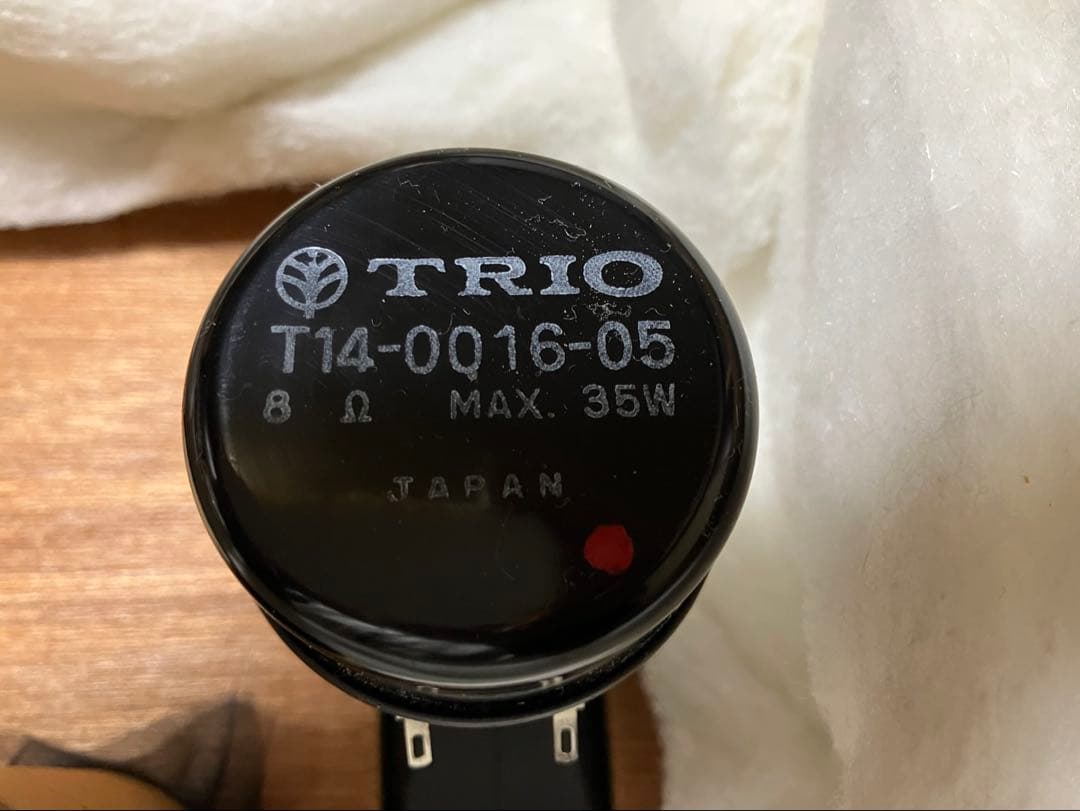 TRIO
T14-0016-05
8 Ω MAX. 35W
JAPAN